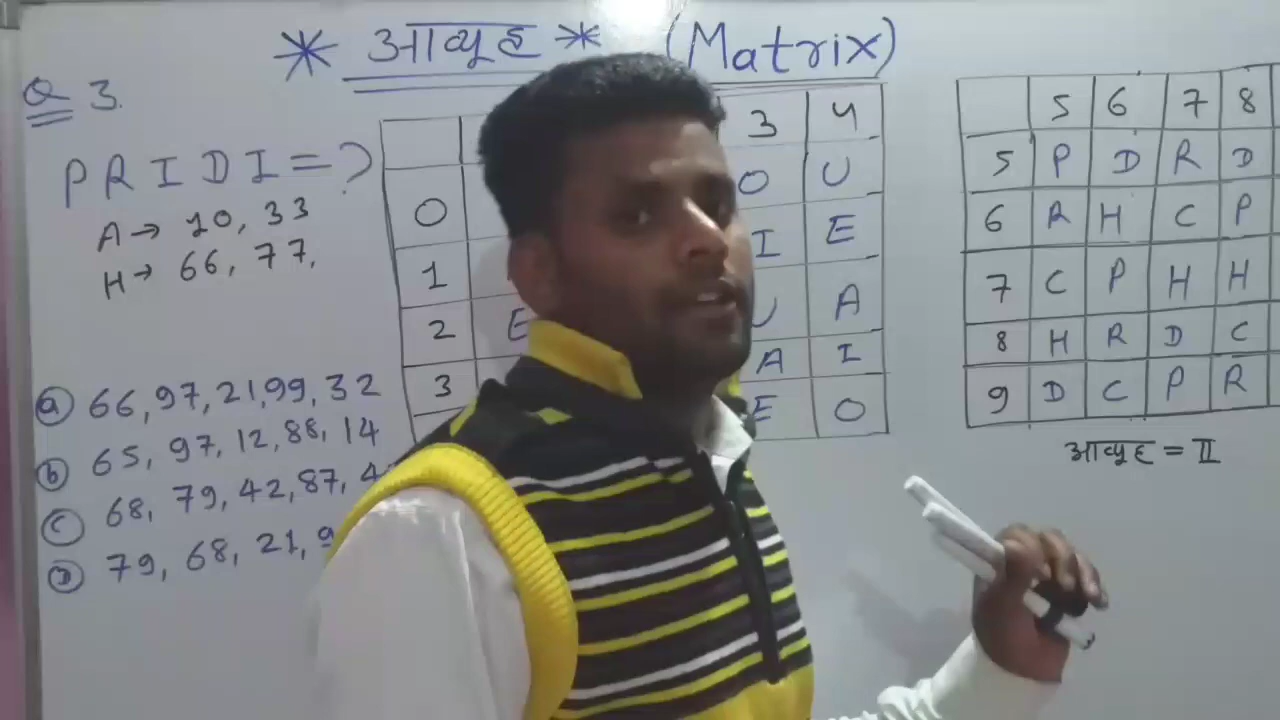 * आव्यूह * (Matrix)
Q 3.
PRIDI = ?
A → 10, 33
H → 66, 77,
a 66, 97, 21, 99, 32
b 65, 97, 12, 88, 14
c 68, 79, 42, 87,
D 79, 68, 21,
3 4
0 O U
1 I E
2 E U A
3 A I
E O
5 6 7 8
5 P D R D
6 R H C P
7 C P H H
8 H R D C
9 D C P R
आव्यूह = II